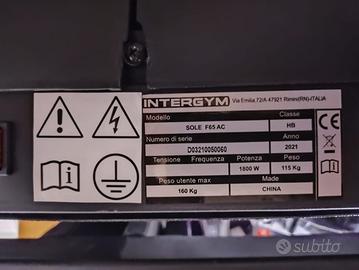 INTERGYM Via Emilia,72/A-47921 Rimini(RN)-ITALIA
Modello Classe
SOLE F65 AC HB
Numero di serie Anno
D03210050060 2021
Tensione Frequenza Potenza Peso
1800 W 115 Kg
Peso utente max Made
160 Kg CHINA
CE
subito